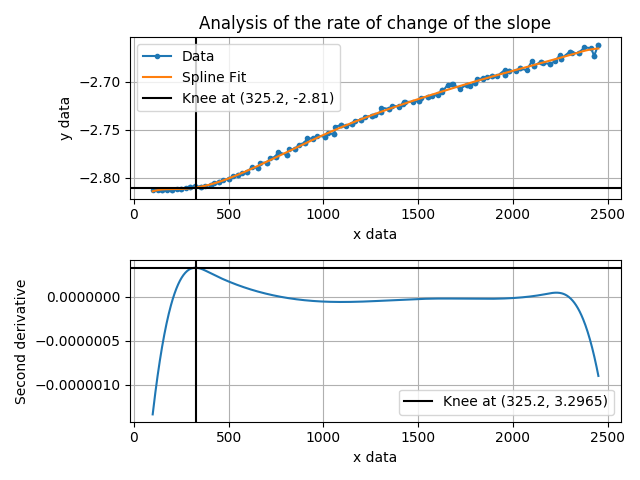 Analysis of the rate of change of the slope
Data
Spline Fit
Knee at (325.2, -2.81)
y data
−2.70
−2.75
−2.80
0
500
1000
1500
2000
2500
x data
Second derivative
0.0000000
−0.0000005
−0.0000010
Knee at (325.2, 3.2965)
0
500
1000
1500
2000
2500
x data